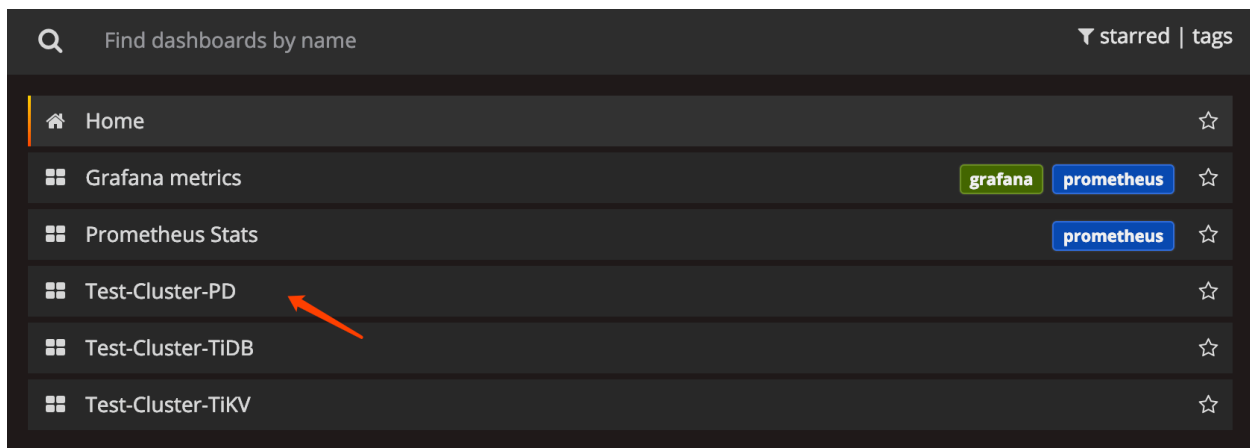 Find dashboards by name
starred | tags
Home
Grafana metrics grafana prometheus
Prometheus Stats prometheus
Test-Cluster-PD
Test-Cluster-TiDB
Test-Cluster-TiKV